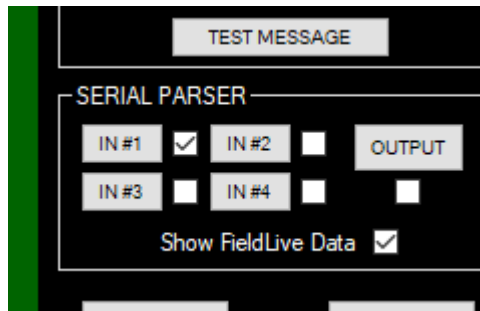 TEST MESSAGE
SERIAL PARSER
IN #1 IN #2 OUTPUT
IN #3 IN #4
Show FieldLive Data